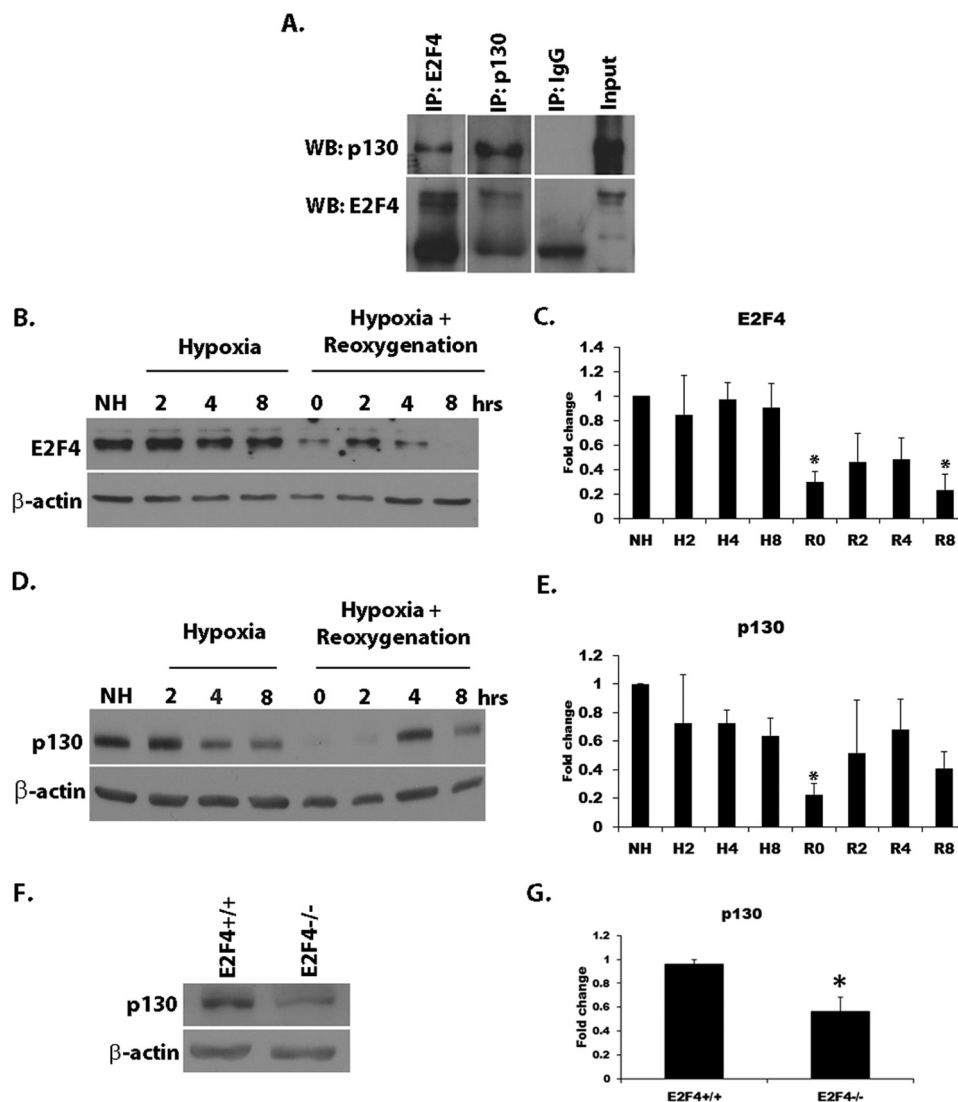 A.
IP: E2F4
IP: p130
IP: IgG
Input
WB: p130
WB: E2F4
B.
Hypoxia
Hypoxia +
Reoxygenation
NH 2 4 8 0 2 4 8 hrs
E2F4
β-actin
C.
E2F4
Fold change
1.4
1.2
1
0.8
0.6
0.4
0.2
0
* *
NH H2 H4 H8 R0 R2 R4 R8
D.
Hypoxia
Hypoxia +
Reoxygenation
NH 2 4 8 0 2 4 8 hrs
p130
β-actin
E.
p130
Fold change
1.2
1
0.8
0.6
0.4
0.2
0
*
NH H2 H4 H8 R0 R2 R4 R8
F.
E2F4+/+
E2F4-/-
p130
β-actin
G.
p130
Fold change
1.2
1
0.8
0.6
0.4
0.2
0
*
E2F4+/+ E2F4-/-